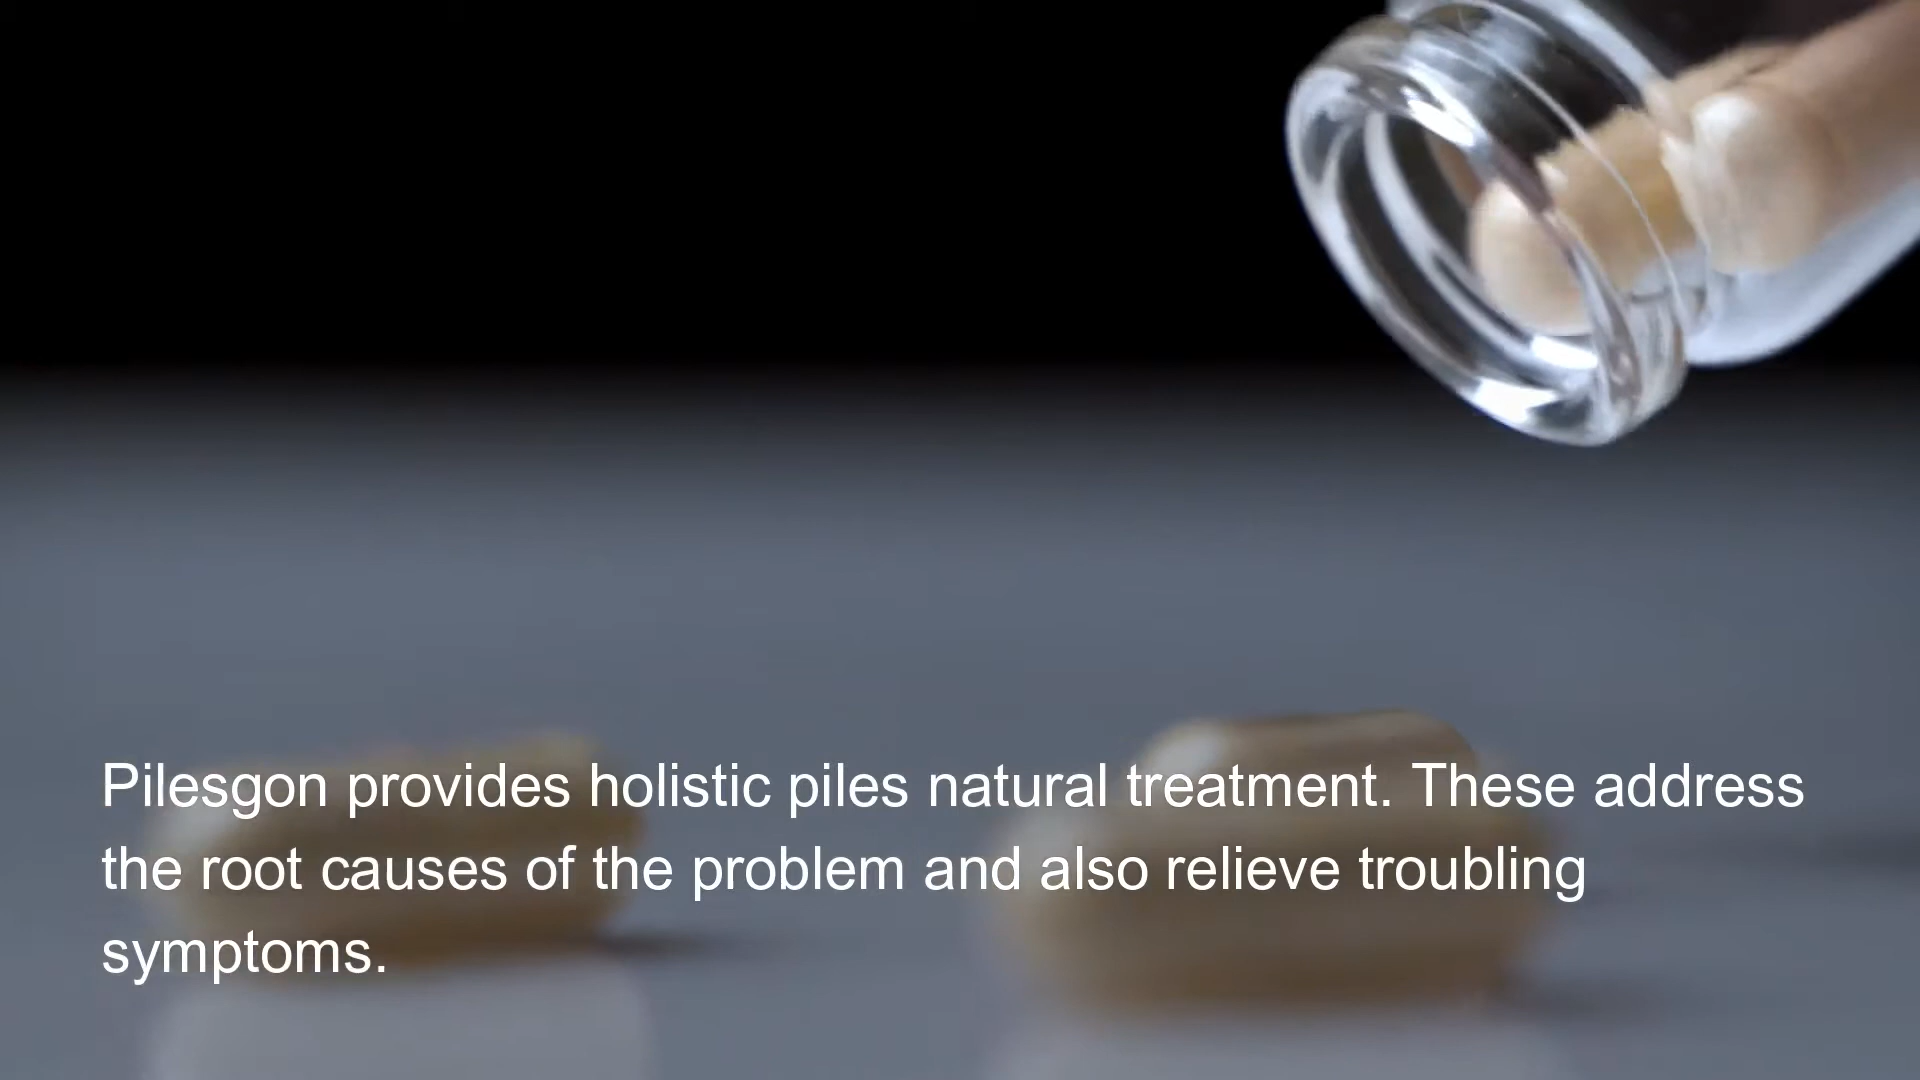 Pilesgon provides holistic piles natural treatment. These address
the root causes of the problem and also relieve troubling
symptoms.